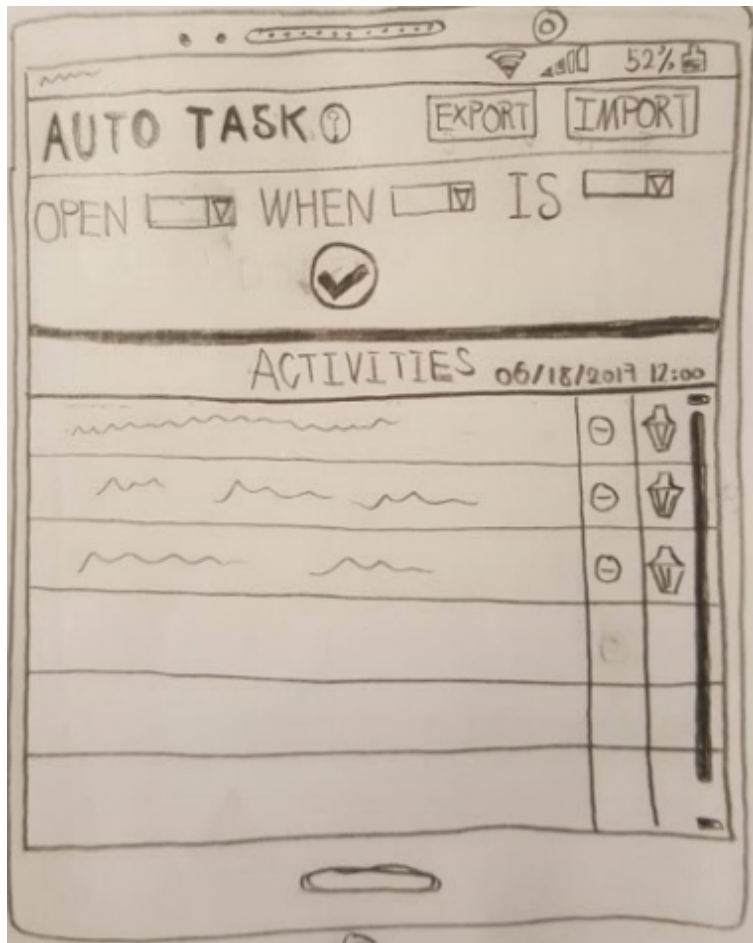 52%
AUTO TASK EXPORT IMPORT
OPEN WHEN IS
ACTIVITIES 06/18/2017 12:00